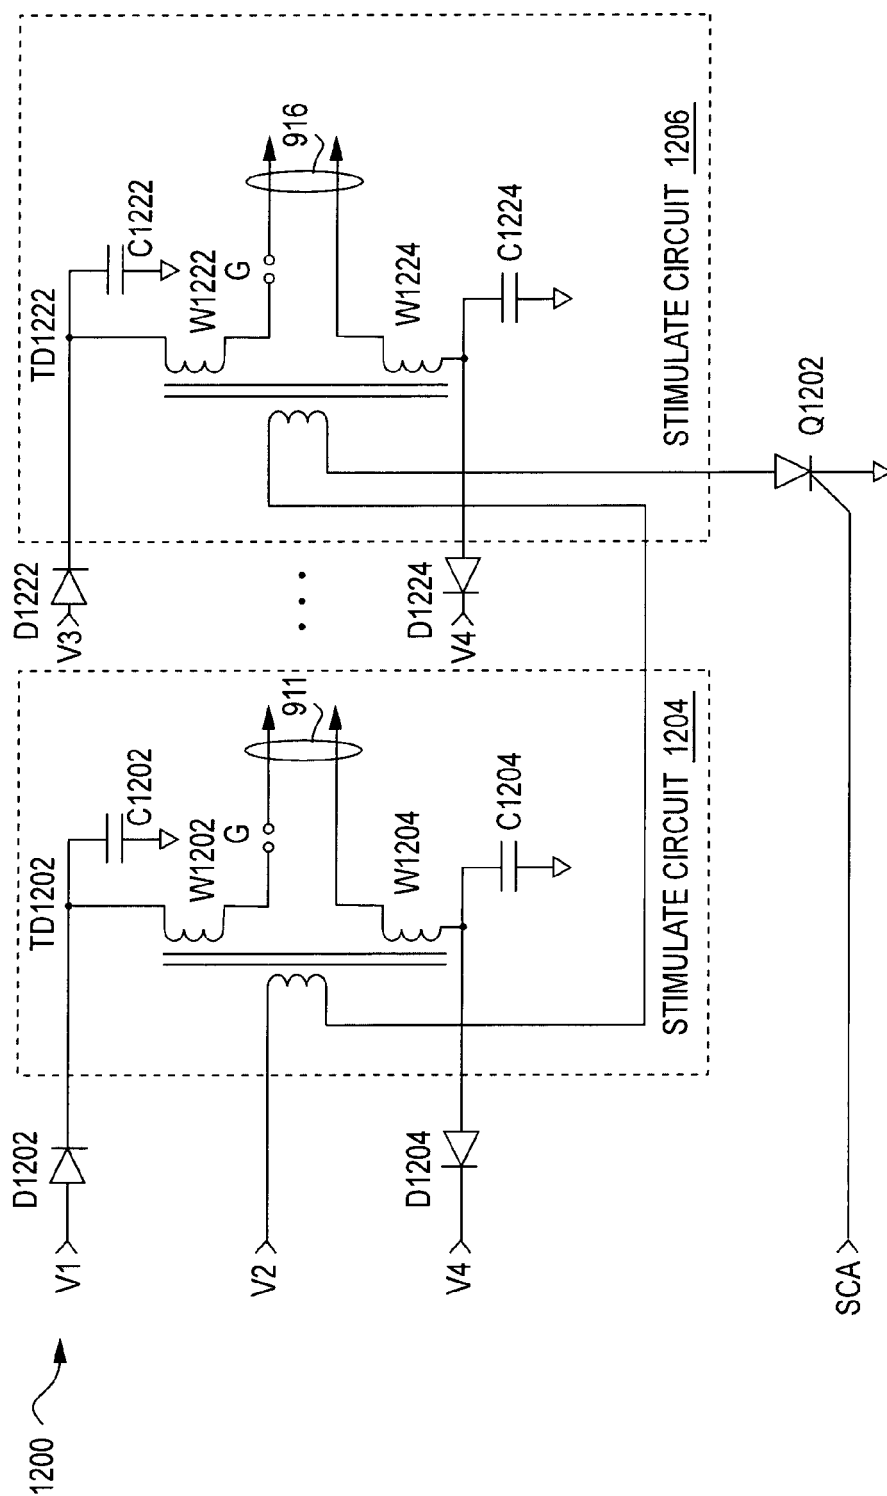 1200
V1
D1202
TD1202
C1202
W1202
G
911
V2
W1204
C1204
V4
D1204
STIMULATE CIRCUIT 1204
V3
D1222
TD1222
C1222
W1222
G
916
W1224
C1224
V4
D1224
STIMULATE CIRCUIT 1206
SCA
Q1202